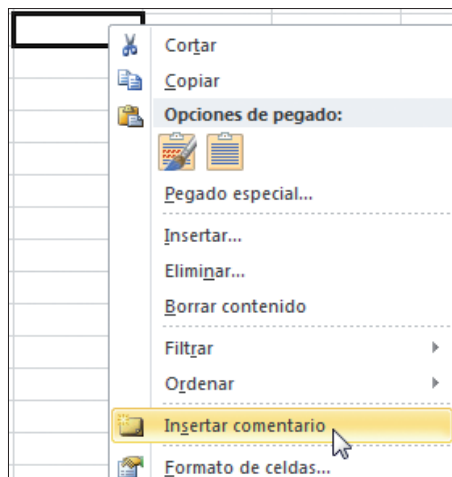 Cortar
Copiar
Opciones de pegado:
Pegado especial...
Insertar...
Eliminar...
Borrar contenido
Filtrar
Ordenar
Insertar comentario
Formato de celdas...